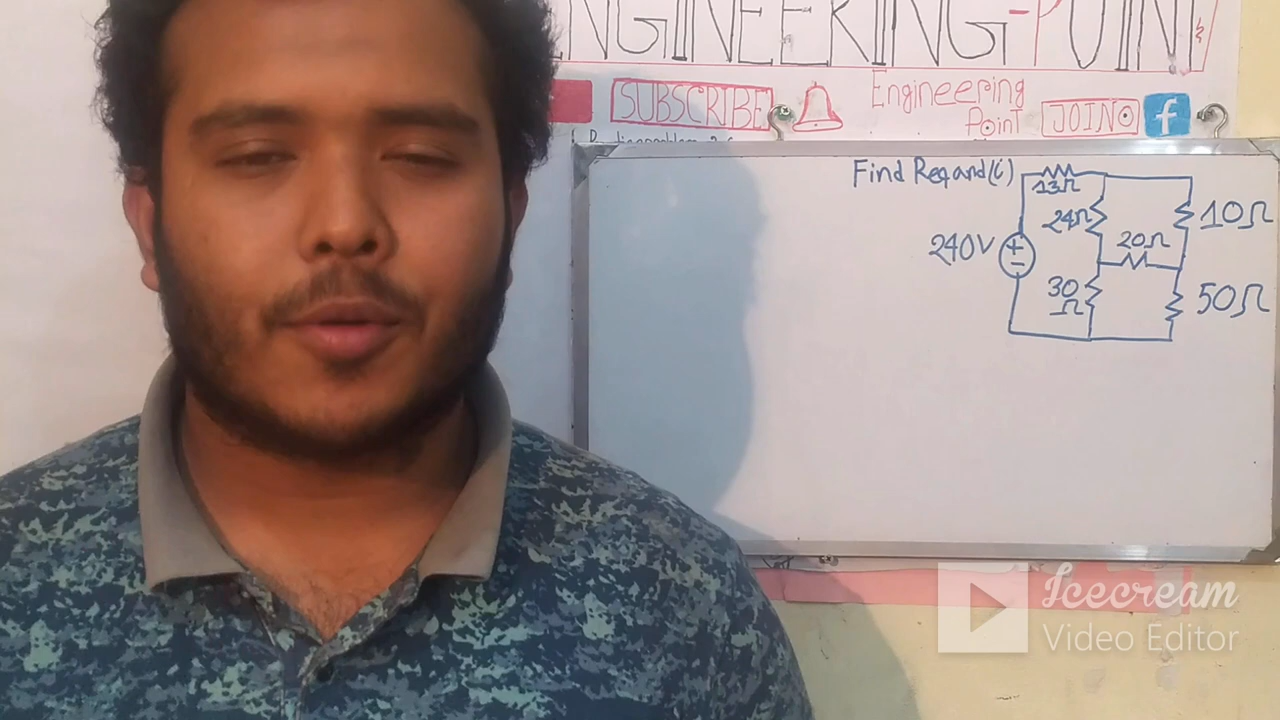 ENGINEERING-POINT
SUBSCRIBE
Engineering
Point
JOIN
f
Find Req and (i)
13Ω
24Ω
10Ω
20Ω
240V
+
-
30
Ω
50Ω
Icecream
Video Editor